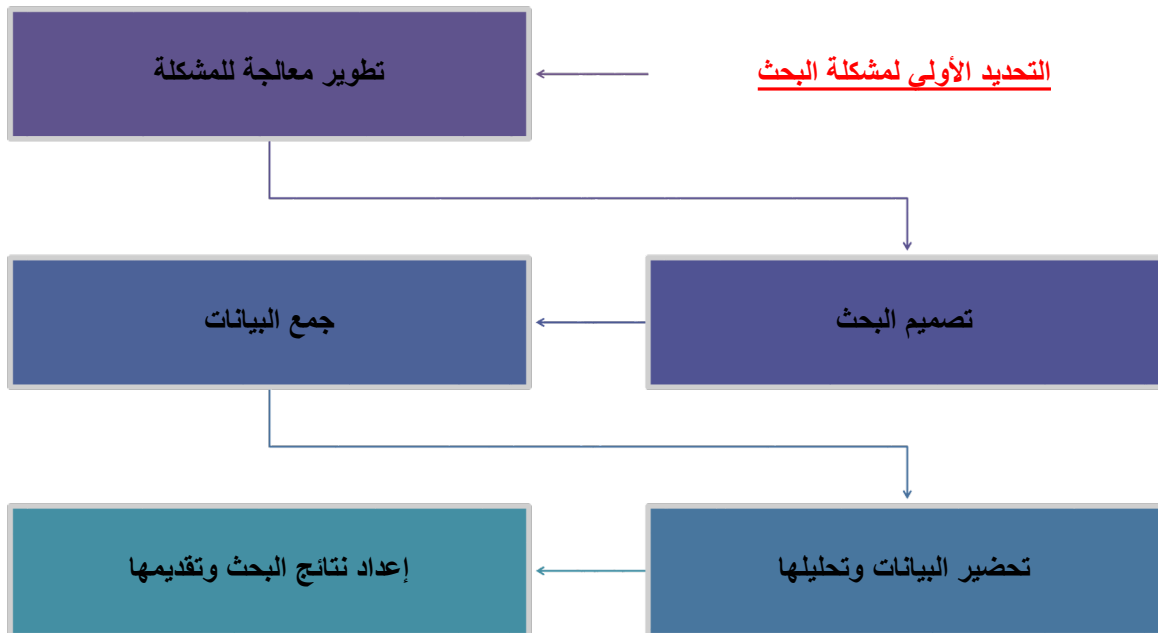 التحديد الأولي لمشكلة البحث
تطوير معالجة للمشكلة
تصميم البحث
جمع البيانات
تحضير البيانات وتحليلها
إعداد نتائج البحث وتقديمها